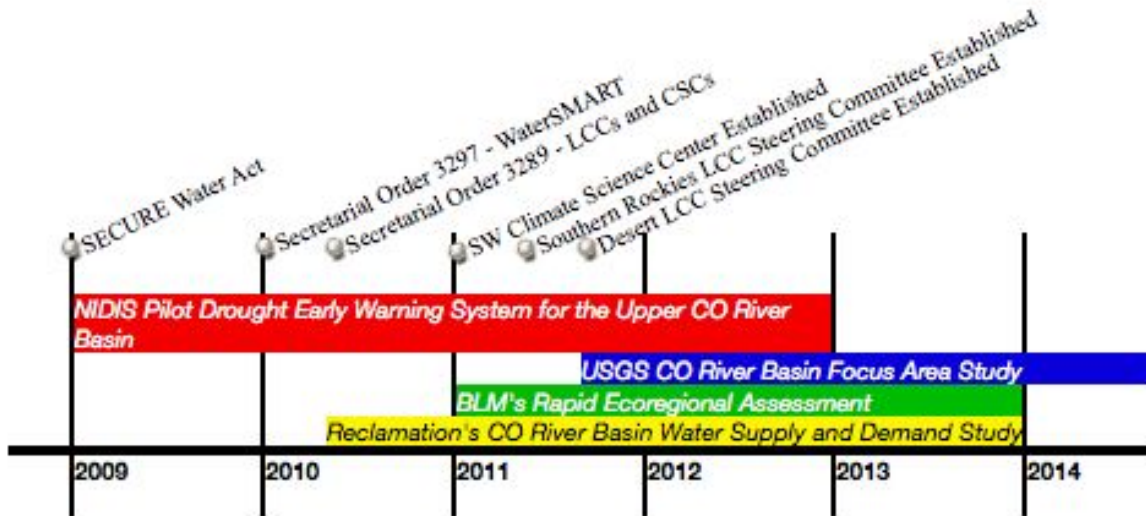 SECURE Water Act
Secretarial Order 3297 - WaterSMART
Secretarial Order 3289 - LCCs and CSCs
SW Climate Science Center Established
Southern Rockies LCC Steering Committee Established
Desert LCC Steering Committee Established
NIDIS Pilot Drought Early Warning System for the Upper CO River
Basin
USGS CO River Basin Focus Area Study
BLM's Rapid Ecoregional Assessment
Reclamation's CO River Basin Water Supply and Demand Study
2009 2010 2011 2012 2013 2014